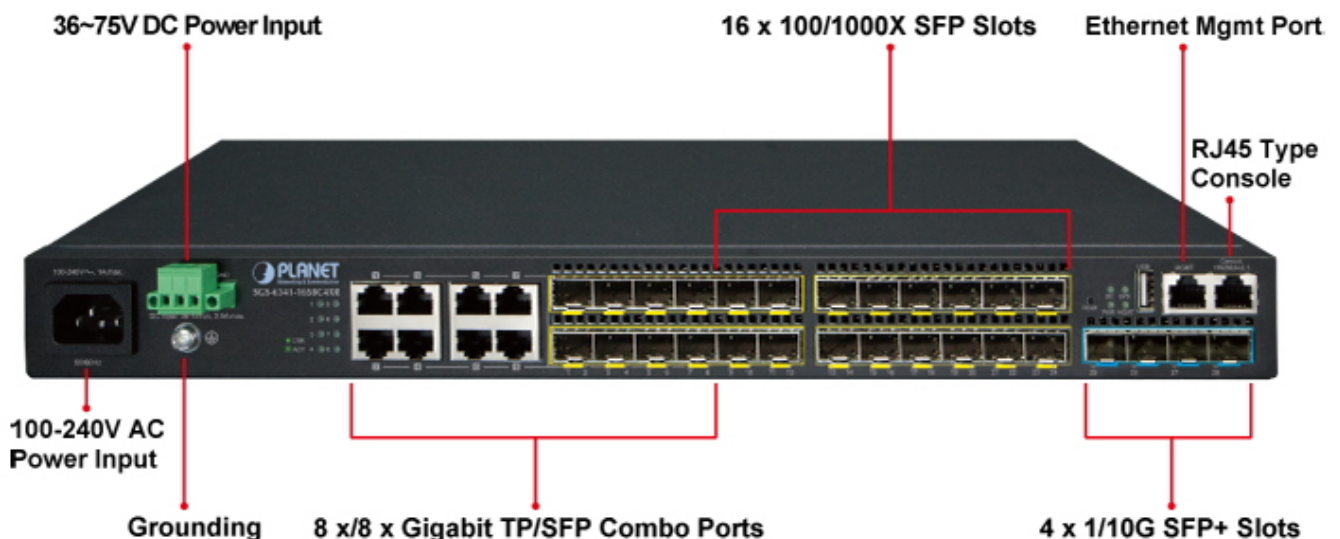 36~75V DC Power Input
16 x 100/1000X SFP Slots
Ethernet Mgmt Port
RJ45 Type
Console
100-240V AC
Power Input
Grounding
8 x/8 x Gigabit TP/SFP Combo Ports
4 x 1/10G SFP+ Slots
PLANET
MGMT